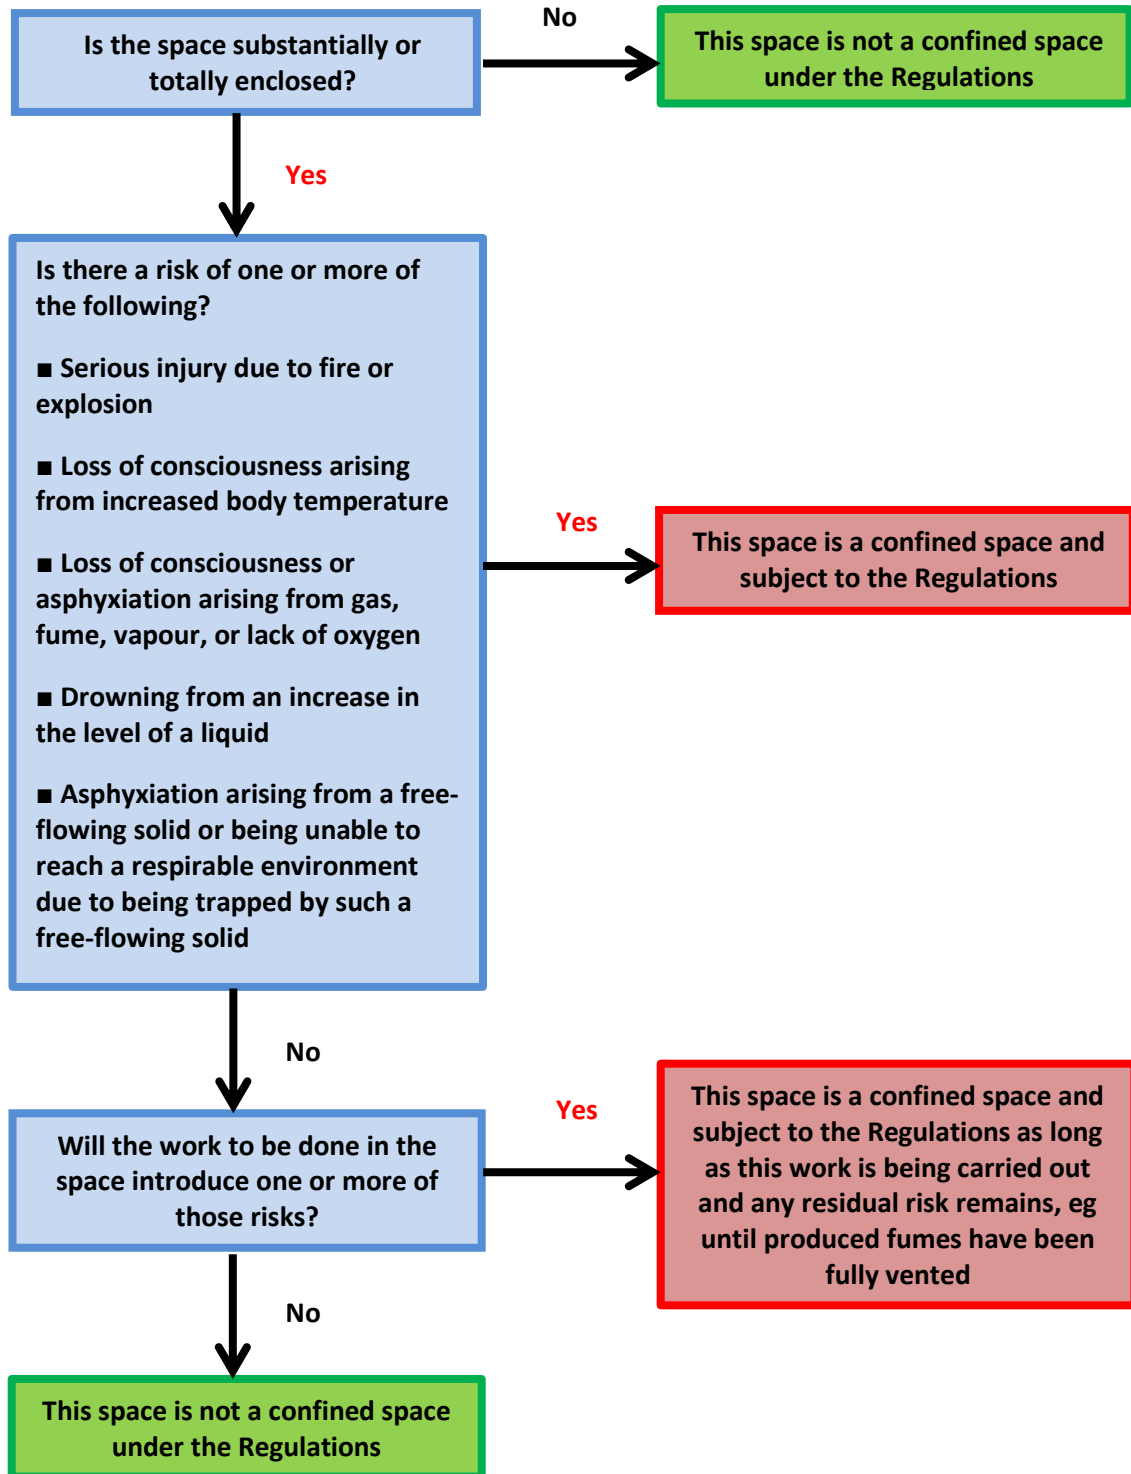 Is the space substantially or
totally enclosed?
No
This space is not a confined space
under the Regulations
Yes
Is there a risk of one or more of
the following?
■ Serious injury due to fire or
explosion
■ Loss of consciousness arising
from increased body temperature
■ Loss of consciousness or
asphyxiation arising from gas,
fume, vapour, or lack of oxygen
■ Drowning from an increase in
the level of a liquid
■ Asphyxiation arising from a free-
flowing solid or being unable to
reach a respirable environment
due to being trapped by such a
free-flowing solid
Yes
This space is a confined space and
subject to the Regulations
No
Will the work to be done in the
space introduce one or more of
those risks?
Yes
This space is a confined space and
subject to the Regulations as long
as this work is being carried out
and any residual risk remains, eg
until produced fumes have been
fully vented
No
This space is not a confined space
under the Regulations